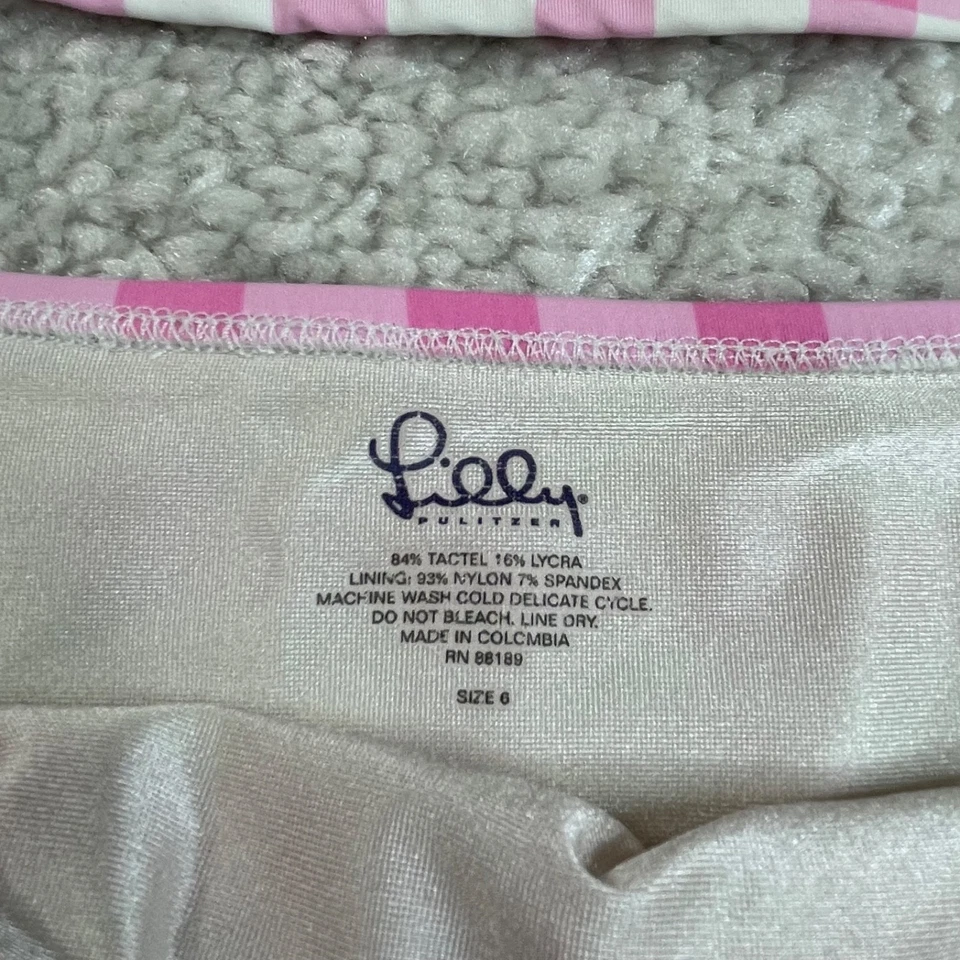 Lilly®
PULITZER
84% TACTEL 16% LYCRA
LINING: 93% NYLON 7% SPANDEX
MACHINE WASH COLD DELICATE CYCLE.
DO NOT BLEACH. LINE DRY.
MADE IN COLOMBIA
RN 88189
SIZE 6